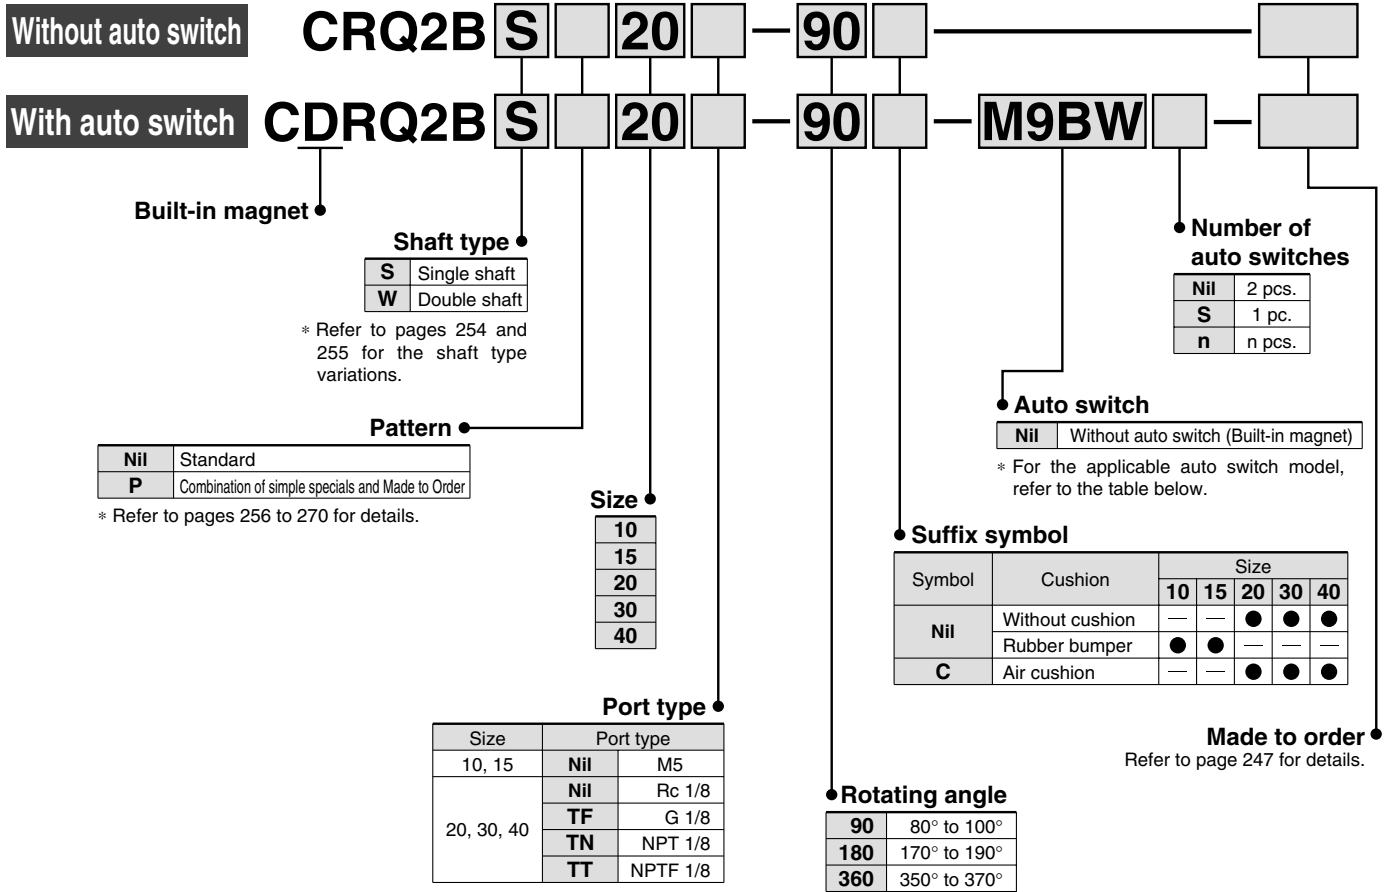 Without auto switch CRQ2B S 20 — 90 —
With auto switch CDRQ2B S 20 — 90 — M9BW —
Built-in magnet
Shaft type
S Single shaft
W Double shaft
* Refer to pages 254 and
255 for the shaft type
variations.
Number of
auto switches
Nil 2 pcs.
S 1 pc.
n n pcs.
Auto switch
Nil Without auto switch (Built-in magnet)
* For the applicable auto switch model,
refer to the table below.
Pattern
Nil Standard
P Combination of simple specials and Made to Order
* Refer to pages 256 to 270 for details.
Size
10
15
20
30
40
Suffix symbol
Symbol Cushion Size
10 15 20 30 40
Nil Without cushion — — ● ● ●
Rubber bumper ● ● — — —
C Air cushion — — ● ● ●
Port type
Size Port type
10, 15 Nil M5
20, 30, 40 Nil Rc 1/8
TF G 1/8
TN NPT 1/8
TT NPTF 1/8
Made to order
Refer to page 247 for details.
Rotating angle
90 80° to 100°
180 170° to 190°
360 350° to 370°